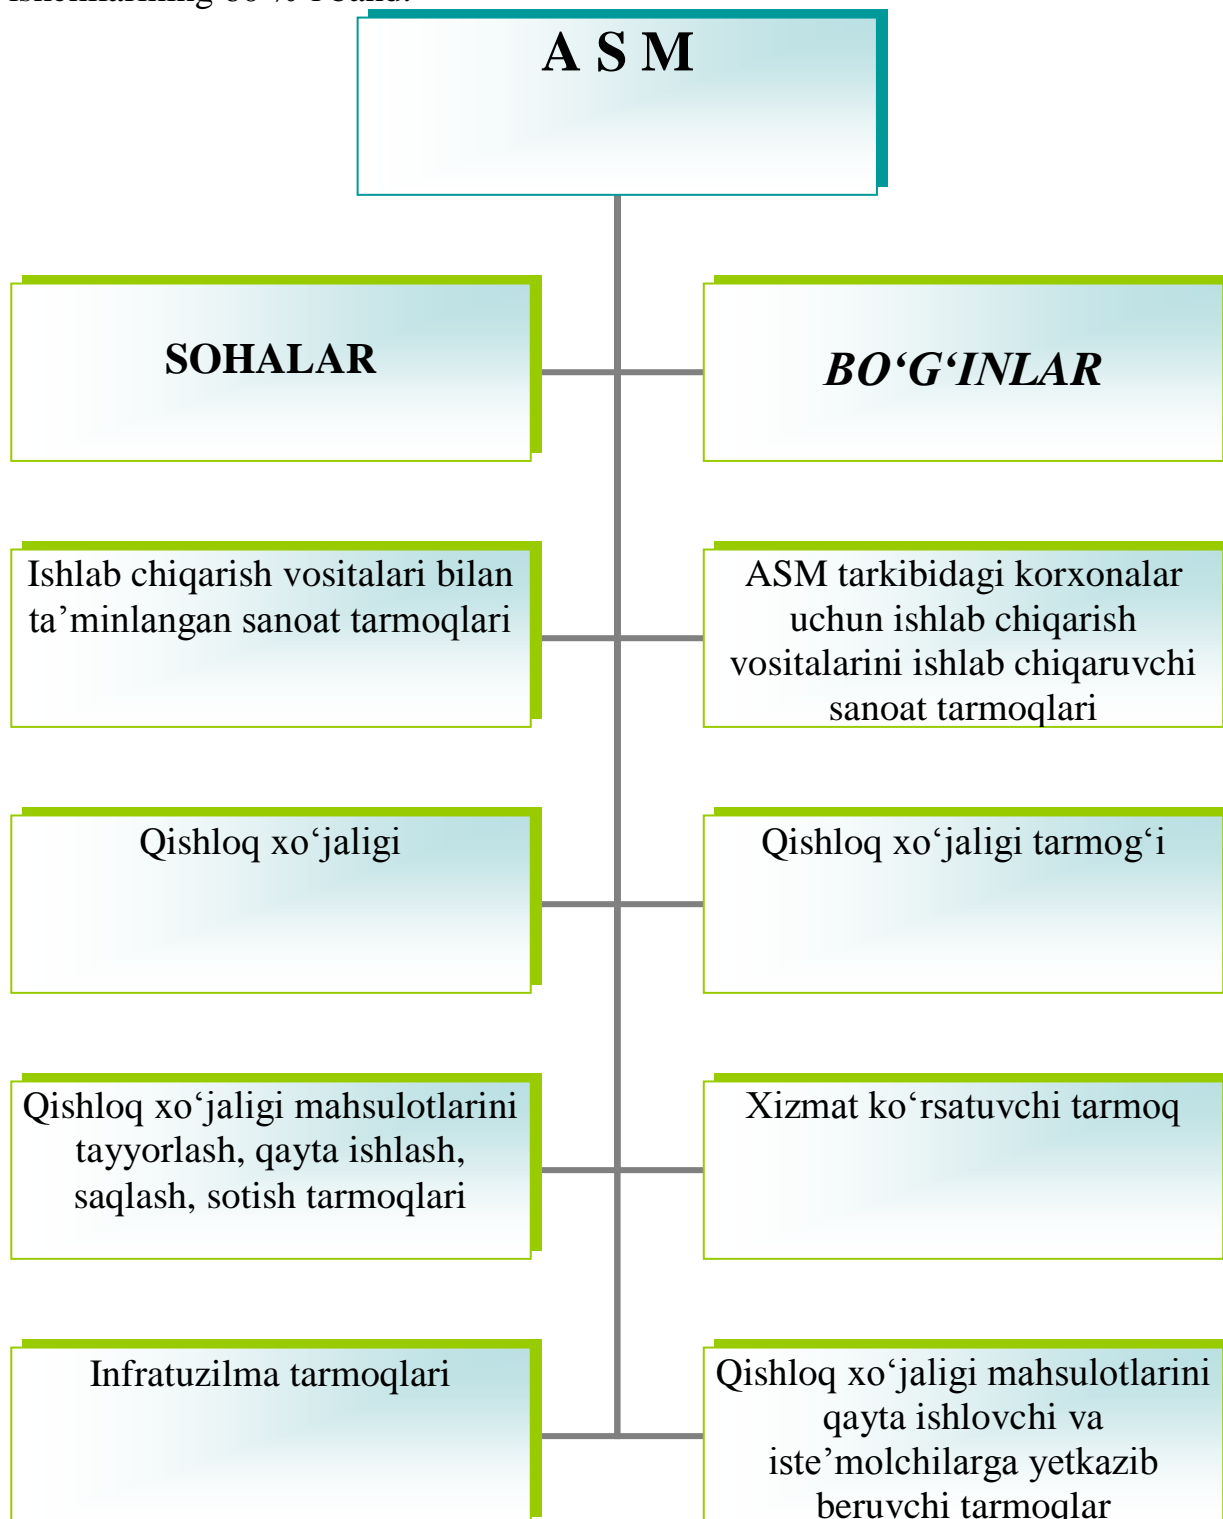 A S M
SOHALAR
BO‘G‘INLAR
Ishlab chiqarish vositalari bilan
ta’minlangan sanoat tarmoqlari
ASM tarkibidagi korxonalar
uchun ishlab chiqarish
vositalarini ishlab chiqaruvchi
sanoat tarmoqlari
Qishloq xo‘jaligi
Qishloq xo‘jaligi tarmog‘i
Qishloq xo‘jaligi mahsulotlarini
tayyorlash, qayta ishlash,
saqlash, sotish tarmoqlari
Xizmat ko‘rsatuvchi tarmoq
Infratuzilma tarmoqlari
Qishloq xo‘jaligi mahsulotlarini
qayta ishlovchi va
iste’molchilarga yetkazib
beruvchi tarmoqlar